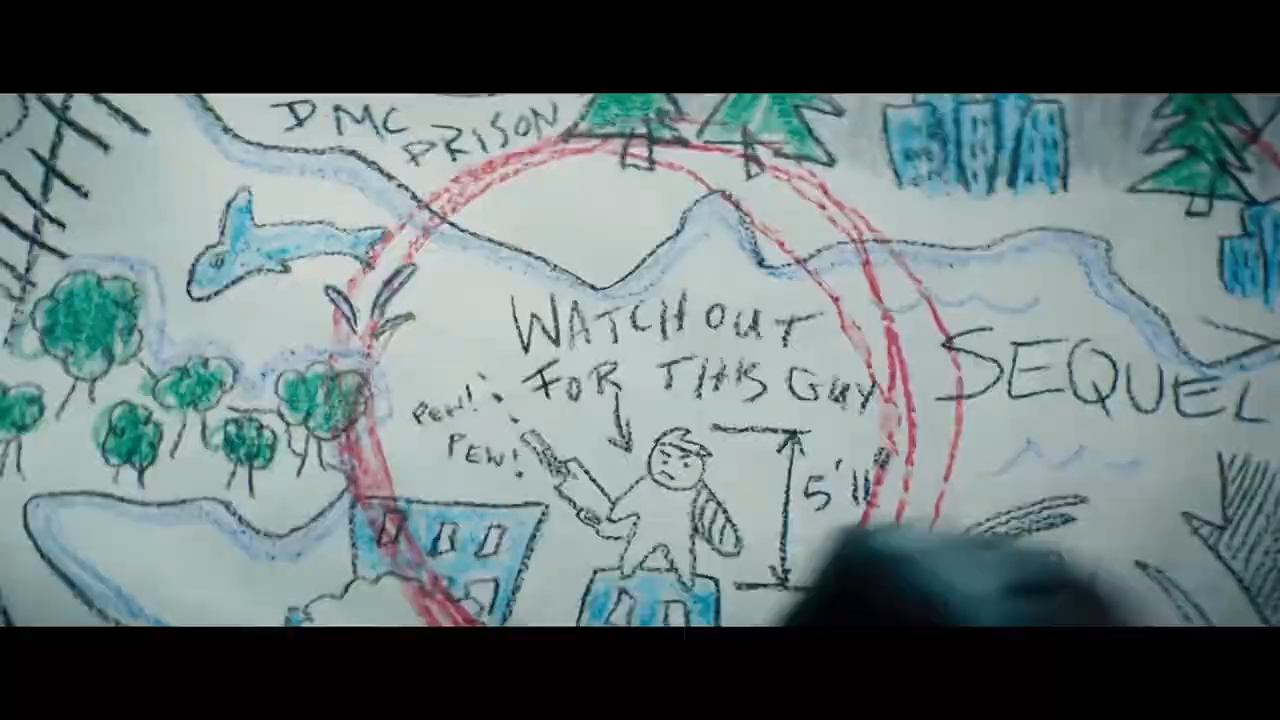 DMC
PRISON
WATCH OUT
FOR THIS GUY
SEQUEL
PEW!
PEW!
5'11